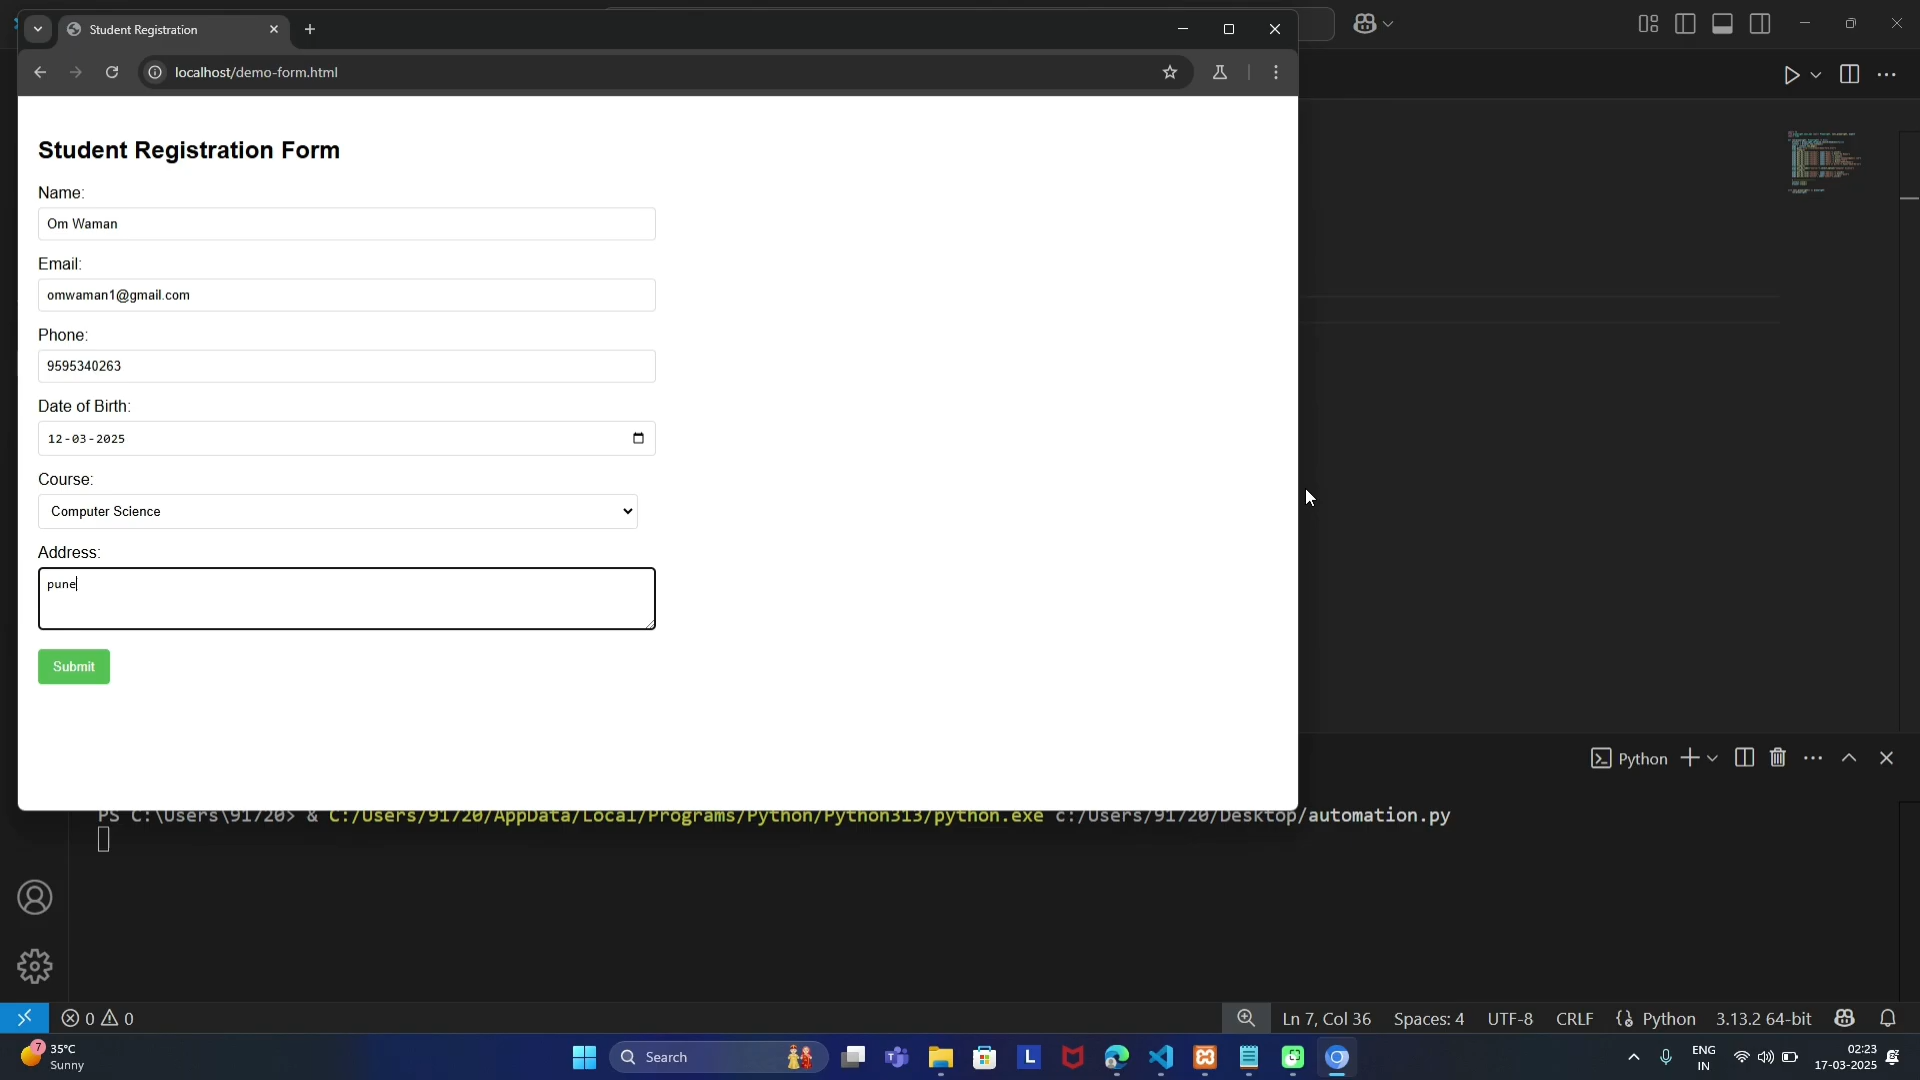 Student Registration
localhost/demo-form.html
Student Registration Form
Name:
Om Waman
Email:
omwaman1@gmail.com
Phone:
9595340263
Date of Birth:
12-03-2025
Course:
Computer Science
Address:
pune
Submit
Python
PS C:\Users\91720> & C:/Users/91720/AppData/Local/Programs/Python/Python313/python.exe c:/Users/91720/Desktop/automation.py
0 0
Ln 7, Col 36 Spaces: 4 UTF-8 CRLF Python 3.13.2 64-bit
7
35°C
Sunny
Search
L
ENG
IN
02:23
17-03-2025